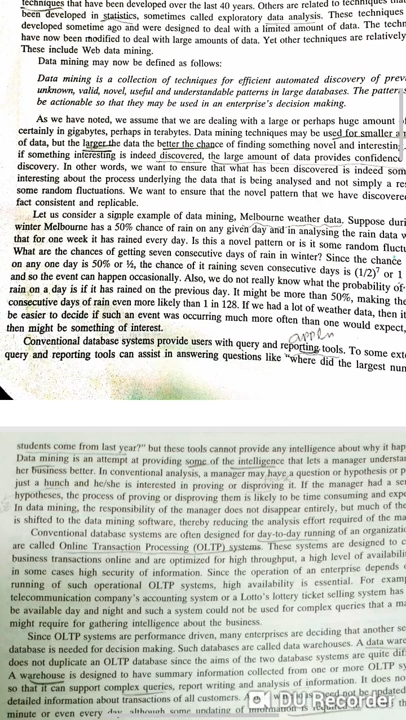 techniques that have been developed over the last 40 years. Others are related to techniques that
been developed in statistics, sometimes called exploratory data analysis. These techniques
developed sometime ago and were designed to deal with a limited amount of data. The techn
have now been modified to deal with large amounts of data. Yet other techniques are relatively
These include Web data mining.
Data mining may now be defined as follows:
Data mining is a collection of techniques for efficient automated discovery of prev
unknown, valid, novel, useful and understandable patterns in large databases. The patterns
be actionable so that they may be used in an enterprise's decision making.
As we have noted, we assume that we are dealing with a large or perhaps huge amount
certainly in gigabytes, perhaps in terabytes. Data mining techniques may be used for smaller a
of data, but the larger the data the better the chance of finding something novel and interesting.
if something interesting is indeed discovered, the large amount of data provides confidence
discovery. In other words, we want to ensure that what has been discovered is indeed som
interesting about the process underlying the data that is being analysed and not simply a re
some random fluctuations. We want to ensure that the novel pattern that we have discovered
fact consistent and replicable.
Let us consider a simple example of data mining, Melbourne weather data. Suppose duri
winter Melbourne has a 50% chance of rain on any given day and in analysing the rain data w
that for one week it has rained every day. Is this a novel pattern or is it some random fluctu
What are the chances of getting seven consecutive days of rain in winter? Since the chance
on any one day is 50% or ½, the chance of it raining seven consecutive days is (1/2)⁷ or 1
and so the event can happen occasionally. Also, we do not really know what the probability of
rain on a day is if it has rained on the previous day. It might be more than 50%, making the
consecutive days of rain even more likely than 1 in 128. If we had a lot of weather data, then it
be easier to decide if such an event was occurring much more often than one would expect,
then might be something of interest.
Conventional database systems provide users with query and reporting tools. To some ext
query and reporting tools can assist in answering questions like "where did the largest num
students come from last year?" but these tools cannot provide any intelligence about why it hap
Data mining is an attempt at providing some of the intelligence that lets a manager understa
her business better. In conventional analysis, a manager may have a question or hypothesis or p
just a hunch and he/she is interested in proving or disproving it. If the manager had a se
hypotheses, the process of proving or disproving them is likely to be time consuming and expe
In data mining, the responsibility of the manager does not disappear entirely, but much of the
is shifted to the data mining software, thereby reducing the analysis effort required of the ma
Conventional database systems are often designed for day-to-day running of an organizatio
are called Online Transaction Processing (OLTP) systems. These systems are designed to c
business transactions online and are optimized for high throughput, a high level of availabili
in some cases high security of information. Since the operation of an enterprise depends
running of such operational OLTP systems, high availability is essential. For examp
telecommunication company's accounting system or a Lotto's lottery ticket selling system has
be available day and night and such a system could not be used for complex queries that a ma
might require for gathering intelligence about the business.
Since OLTP systems are performance driven, many enterprises are deciding that another se
database is needed for decision making. Such databases are called data warehouses. A data ware
does not duplicate an OLTP database since the aims of the two database systems are quite dif
A warehouse is designed to have summary information collected from one or more OLTP sy
so that it can support complex queries, report writing and analysis of information. It does no
detailed information about transactions of all customers. A need not be updated
minute or even every day although some updating of information is required if th
DU Recorder